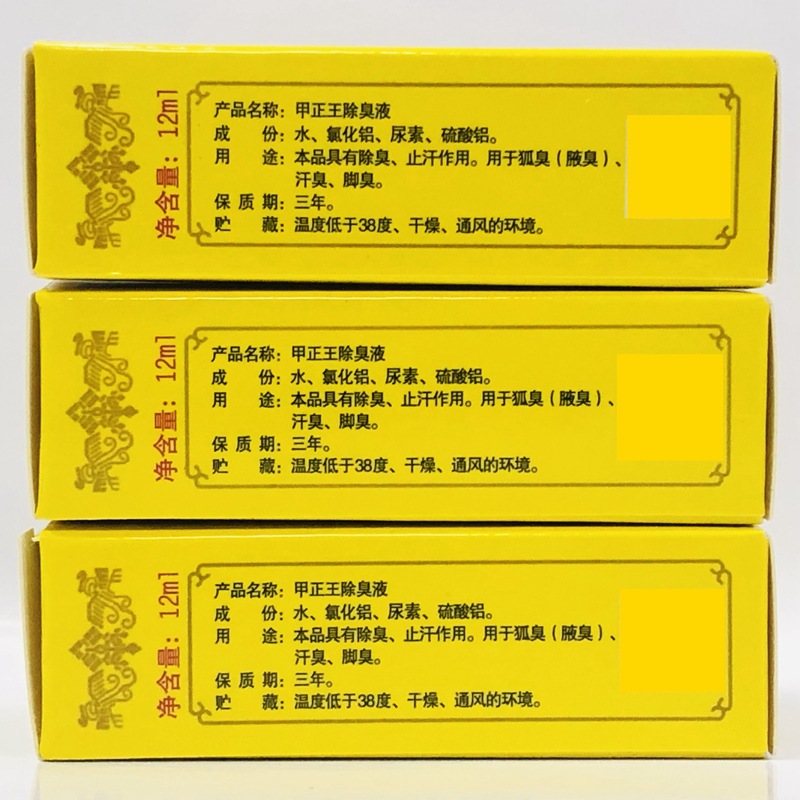 净含量：12ml
产品名称：甲正王除臭液
成 份：水、氯化铝、尿素、硫酸铝。
用 途：本品具有除臭、止汗作用。用于狐臭（腋臭）、
汗臭、脚臭。
保 质 期：三年。
贮 藏：温度低于38度、干燥、通风的环境。
净含量：12ml
产品名称：甲正王除臭液
成 份：水、氯化铝、尿素、硫酸铝。
用 途：本品具有除臭、止汗作用。用于狐臭（腋臭）、
汗臭、脚臭。
保 质 期：三年。
贮 藏：温度低于38度、干燥、通风的环境。
净含量：12ml
产品名称：甲正王除臭液
成 份：水、氯化铝、尿素、硫酸铝。
用 途：本品具有除臭、止汗作用。用于狐臭（腋臭）、
汗臭、脚臭。
保 质 期：三年。
贮 藏：温度低于38度、干燥、通风的环境。